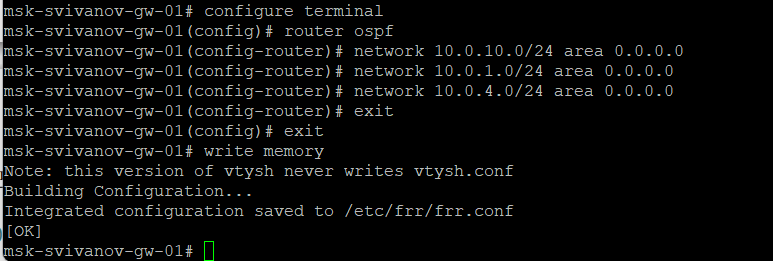 msk-svivanov-gw-01# configure terminal
msk-svivanov-gw-01(config)# router ospf
msk-svivanov-gw-01(config-router)# network 10.0.10.0/24 area 0.0.0.0
msk-svivanov-gw-01(config-router)# network 10.0.1.0/24 area 0.0.0.0
msk-svivanov-gw-01(config-router)# network 10.0.4.0/24 area 0.0.0.0
msk-svivanov-gw-01(config-router)# exit
msk-svivanov-gw-01(config)# exit
msk-svivanov-gw-01# write memory
Note: this version of vtysh never writes vtysh.conf
Building Configuration...
Integrated configuration saved to /etc/frr/frr.conf
[OK]
msk-svivanov-gw-01#